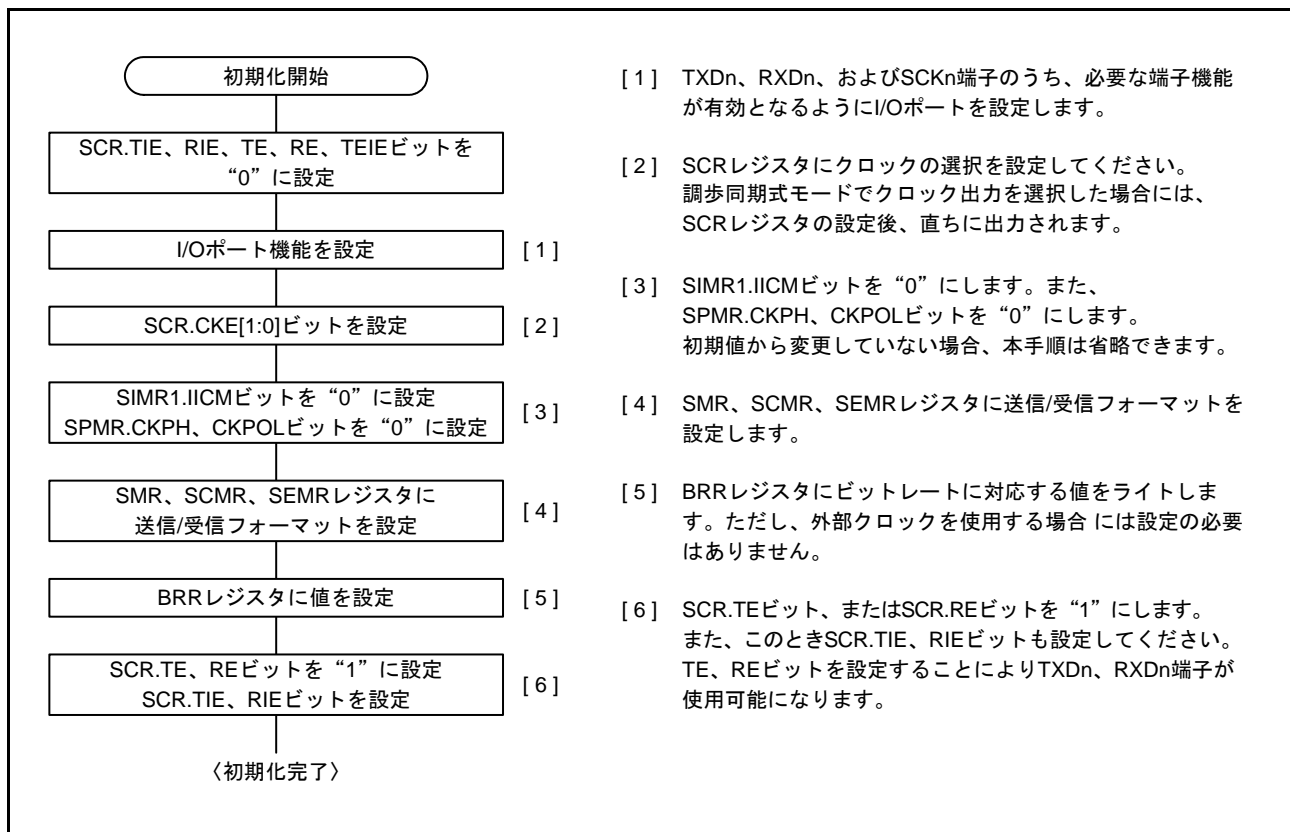 初期化開始
SCR.TIE、RIE、TE、RE、TEIEビットを
“0”に設定
I/Oポート機能を設定
[ 1 ]
SCR.CKE[1:0]ビットを設定
[ 2 ]
SIMR1.IICMビットを“0”に設定
SPMR.CKPH、CKPOLビットを“0”に設定
[ 3 ]
SMR、SCMR、SEMRレジスタに
送信/受信フォーマットを設定
[ 4 ]
BRRレジスタに値を設定
[ 5 ]
SCR.TE、REビットを“1”に設定
SCR.TIE、RIEビットを設定
[ 6 ]
〈初期化完了〉
[ 1 ] TXDn、RXDn、およびSCKn端子のうち、必要な端子機能
が有効となるようにI/Oポートを設定します。
[ 2 ] SCRレジスタにクロックの選択を設定してください。
調歩同期式モードでクロック出力を選択した場合には、
SCRレジスタの設定後、直ちに出力されます。
[ 3 ] SIMR1.IICMビットを“0”にします。また、
SPMR.CKPH、CKPOLビットを“0”にします。
初期値から変更していない場合、本手順は省略できます。
[ 4 ] SMR、SCMR、SEMRレジスタに送信/受信フォーマットを
設定します。
[ 5 ] BRRレジスタにビットレートに対応する値をライトしま
す。ただし、外部クロックを使用する場合 には設定の必要
はありません。
[ 6 ] SCR.TEビット、またはSCR.REビットを“1”にします。
また、このときSCR.TIE、RIEビットも設定してください。
TE、REビットを設定することによりTXDn、RXDn端子が
使用可能になります。